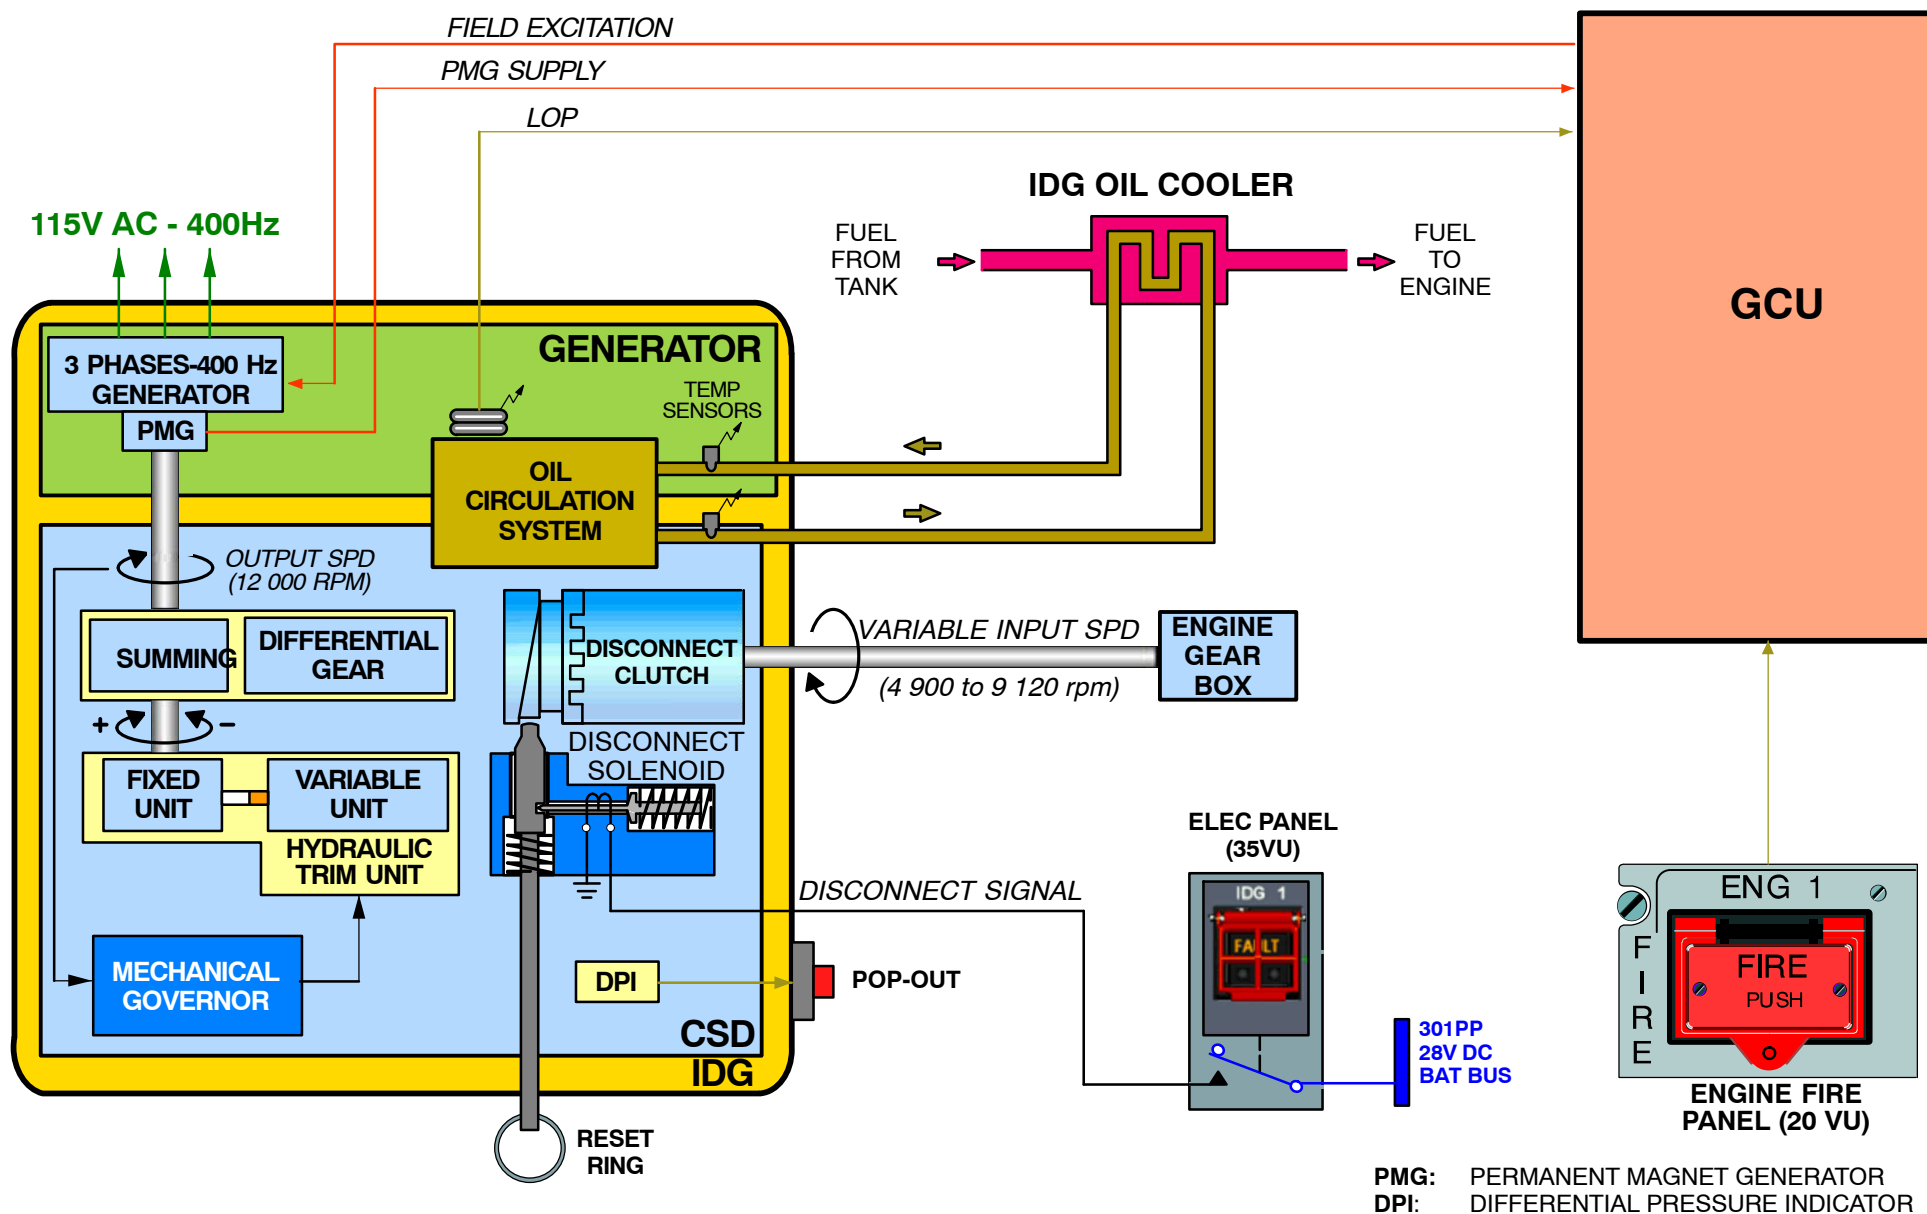 FIELD EXCITATION
PMG SUPPLY
LOP
115V AC - 400Hz
IDG OIL COOLER
FUEL
FROM
TANK
FUEL
TO
ENGINE
GCU
GENERATOR
3 PHASES-400 Hz
GENERATOR
PMG
TEMP
SENSORS
OIL
CIRCULATION
SYSTEM
OUTPUT SPD
(12 000 RPM)
SUMMING
DIFFERENTIAL
GEAR
DISCONNECT
CLUTCH
VARIABLE INPUT SPD
(4 900 to 9 120 rpm)
ENGINE
GEAR
BOX
+ −
FIXED
UNIT
VARIABLE
UNIT
HYDRAULIC
TRIM UNIT
DISCONNECT
SOLENOID
MECHANICAL
GOVERNOR
DISCONNECT SIGNAL
DPI
POP-OUT
CSD
IDG
RESET
RING
ELEC PANEL
(35VU)
IDG 1
FAULT
301PP
28V DC
BAT BUS
ENG 1
FIRE
FIRE
PUSH
ENGINE FIRE
PANEL (20 VU)
PMG: PERMANENT MAGNET GENERATOR
DPI: DIFFERENTIAL PRESSURE INDICATOR